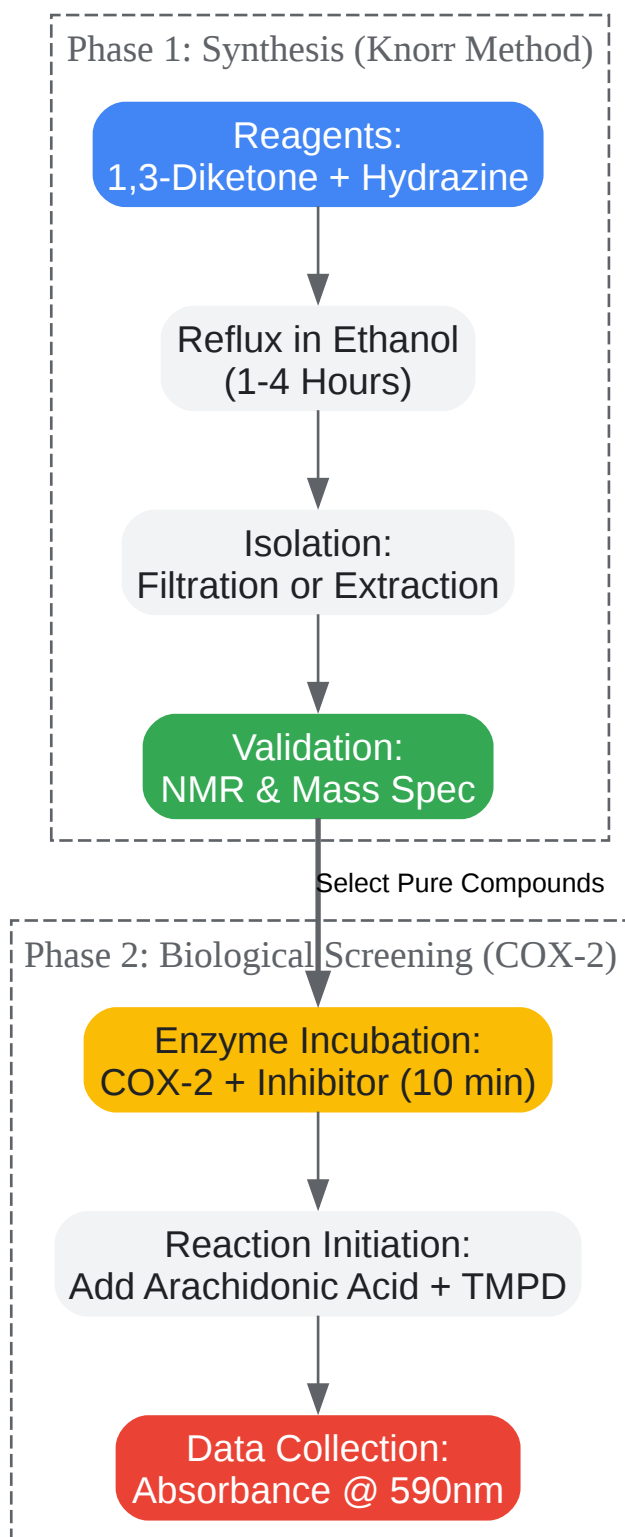 Phase 1: Synthesis (Knorr Method)
Reagents:
1,3-Diketone + Hydrazine
Reflux in Ethanol
(1-4 Hours)
Isolation:
Filtration or Extraction
Validation:
NMR & Mass Spec
Select Pure Compounds
Phase 2: Biological Screening (COX-2)
Enzyme Incubation:
COX-2 + Inhibitor (10 min)
Reaction Initiation:
Add Arachidonic Acid + TMPD
Data Collection:
Absorbance @ 590nm